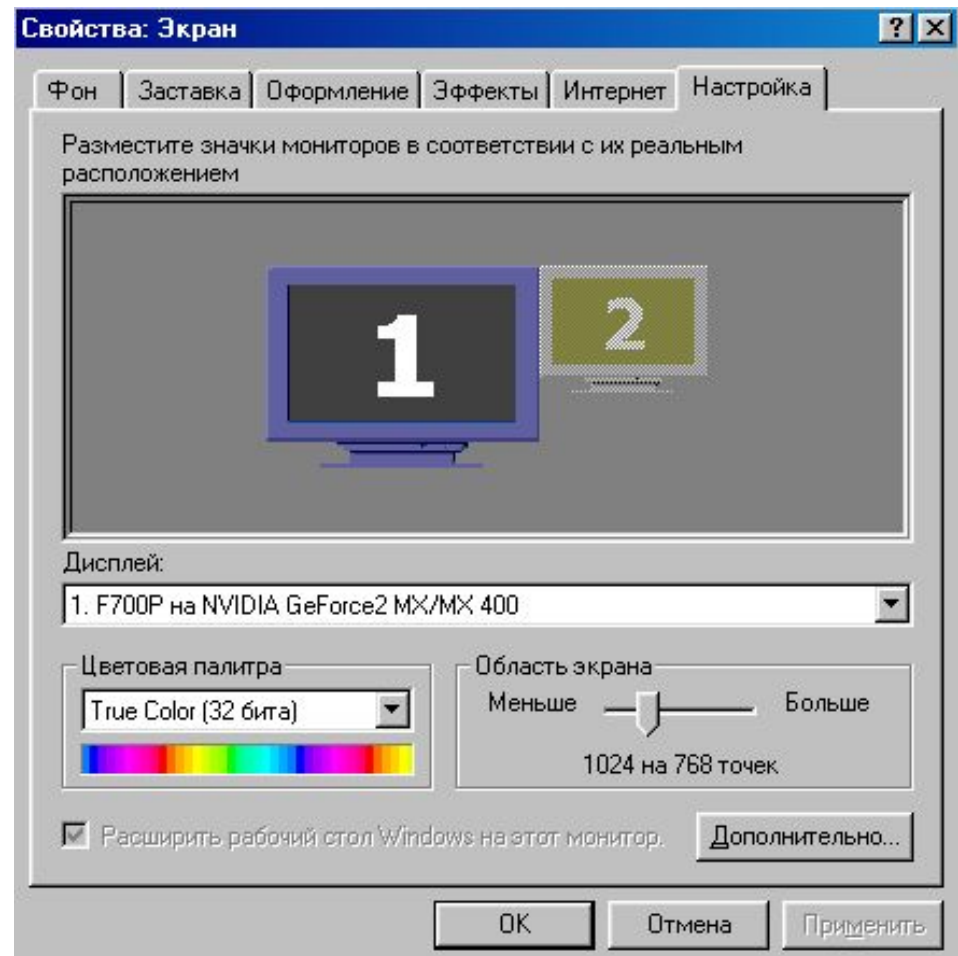 Свойства: Экран
Фон Заставка Оформление Эффекты Интернет Настройка
Разместите значки мониторов в соответствии с их реальным
расположением
1 2
Дисплей:
1. F700P на NVIDIA GeForce2 MX/MX 400
Цветовая палитра
True Color (32 бита)
Область экрана
Меньше Больше
1024 на 768 точек
Расширить рабочий стол Windows на этот монитор.
Дополнительно...
OK Отмена Применить